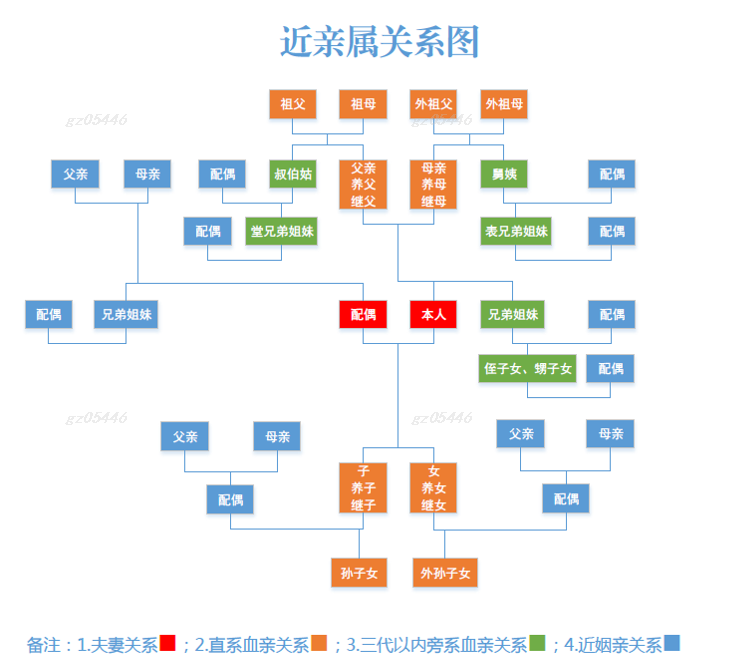 近亲属关系图
祖父 祖母 外祖父 外祖母
gz05446 gz05446
父亲 母亲 配偶 叔伯姑 父亲 母亲 舅姨 配偶
养父 养母
继父 继母
配偶 堂兄弟姐妹 表兄弟姐妹 配偶
配偶 兄弟姐妹 配偶 本人 兄弟姐妹 配偶
侄子女、甥子女 配偶
gz05446 gz05446
父亲 母亲 父亲 母亲
子 女
养子 养女
继子 继女
配偶 配偶
孙子女 外孙子女
备注：1.夫妻关系；2.直系血亲关系；3.三代以内旁系血亲关系；4.近姻亲关系